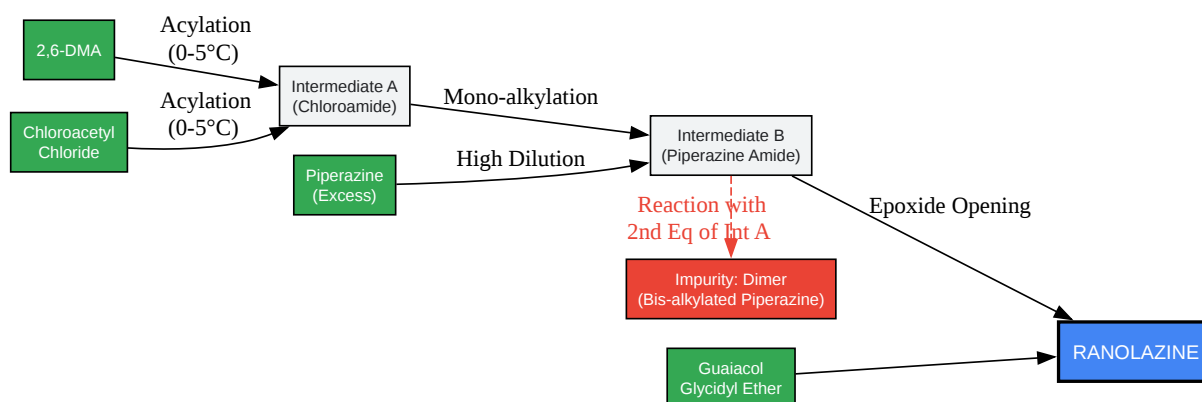 2,6-DMA
Acylation
(0-5°C)
Chloroacetyl
Chloride
Acylation
(0-5°C)
Intermediate A
(Chloroamide)
Mono-alkylation
Piperazine
(Excess)
High Dilution
Intermediate B
(Piperazine Amide)
Reaction with
2nd Eq of Int A
Epoxide Opening
Impurity: Dimer
(Bis-alkylated Piperazine)
Guaiacol
Glycidyl Ether
RANOLAZINE